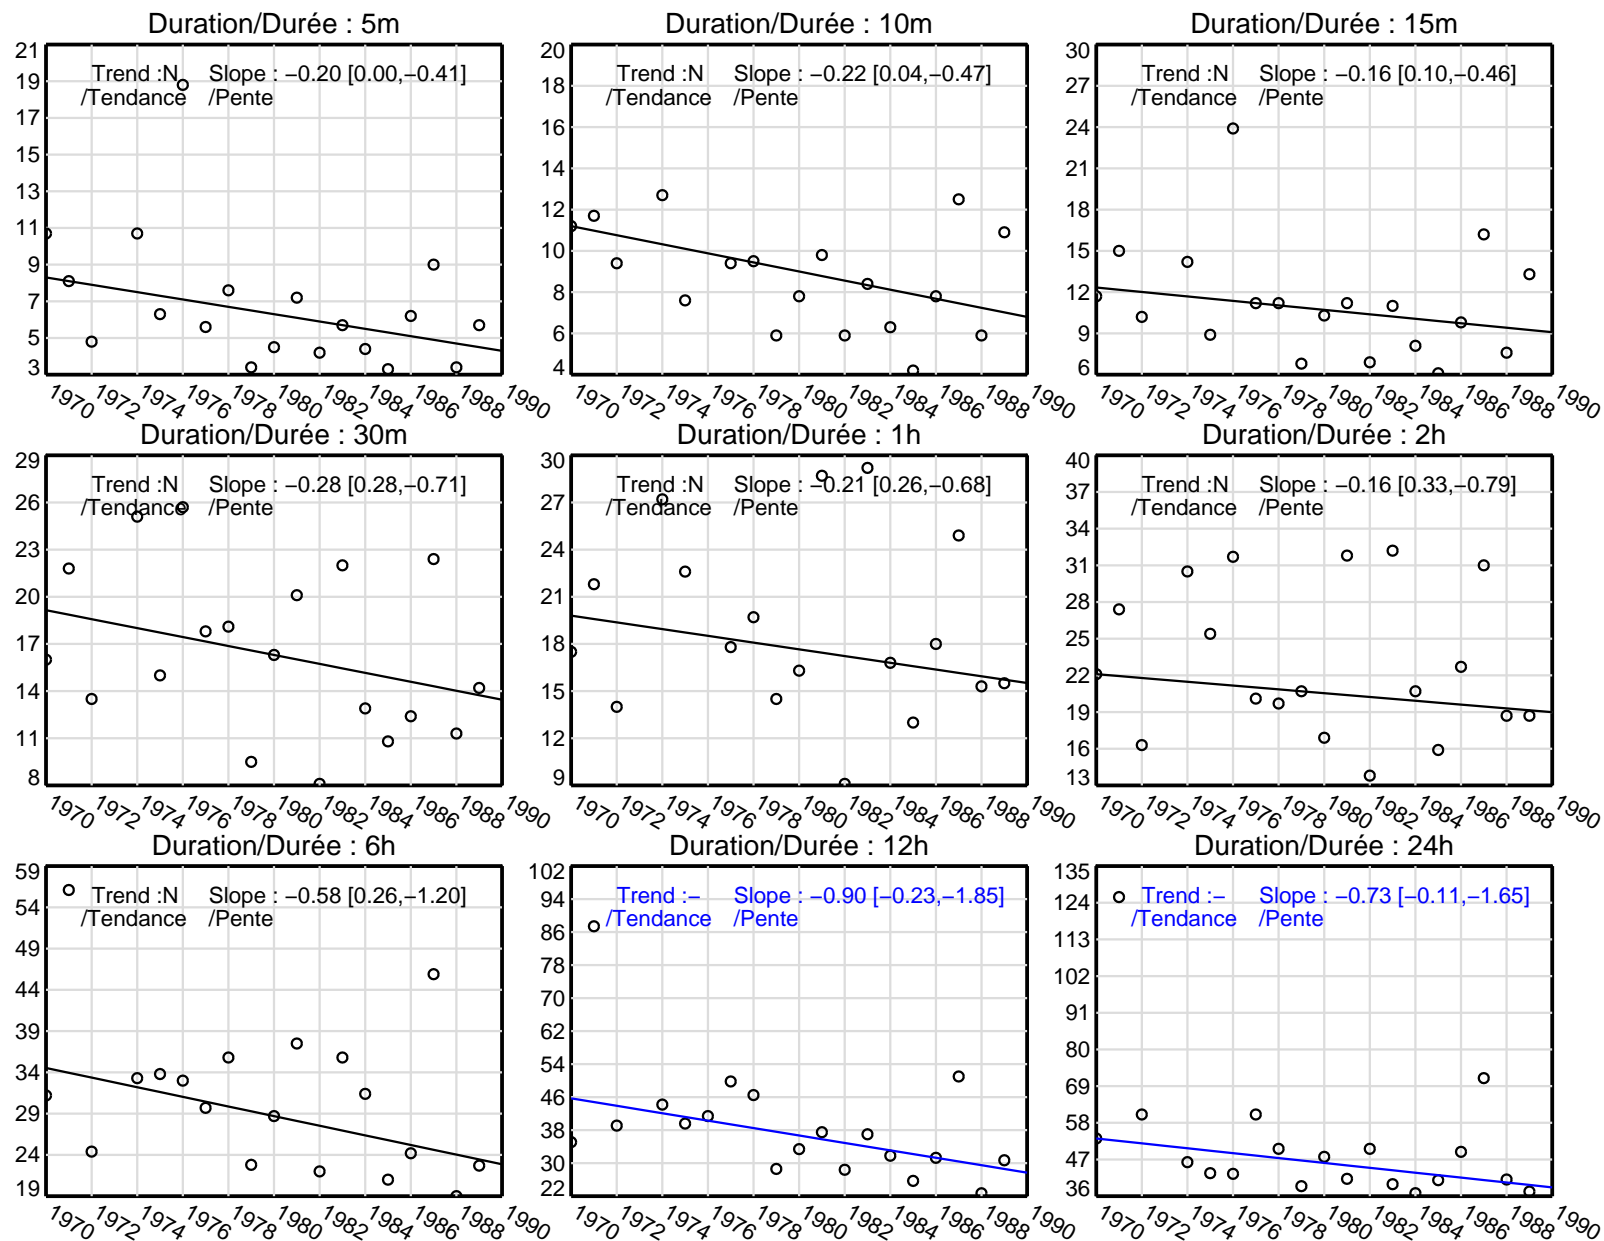 Duration/Durée : 5m
Trend :N Slope : −0.20 [0.00,−0.41]
/Tendance /Pente
21
19
17
15
13
11
9
7
5
3
1970 1972 1974 1976 1978 1980 1982 1984 1986 1988 1990
Duration/Durée : 10m
Trend :N Slope : −0.22 [0.04,−0.47]
/Tendance /Pente
20
18
16
14
12
10
8
6
4
1970 1972 1974 1976 1978 1980 1982 1984 1986 1988 1990
Duration/Durée : 15m
Trend :N Slope : −0.16 [0.10,−0.46]
/Tendance /Pente
30
27
24
21
18
15
12
9
6
1970 1972 1974 1976 1978 1980 1982 1984 1986 1988 1990
Duration/Durée : 30m
Trend :N Slope : −0.28 [0.28,−0.71]
/Tendance /Pente
29
26
23
20
17
14
11
8
1970 1972 1974 1976 1978 1980 1982 1984 1986 1988 1990
Duration/Durée : 1h
Trend :N Slope : −0.21 [0.26,−0.68]
/Tendance /Pente
30
27
24
21
18
15
12
9
1970 1972 1974 1976 1978 1980 1982 1984 1986 1988 1990
Duration/Durée : 2h
Trend :N Slope : −0.16 [0.33,−0.79]
/Tendance /Pente
40
37
34
31
28
25
22
19
16
13
1970 1972 1974 1976 1978 1980 1982 1984 1986 1988 1990
Duration/Durée : 6h
Trend :N Slope : −0.58 [0.26,−1.20]
/Tendance /Pente
59
54
49
44
39
34
29
24
19
1970 1972 1974 1976 1978 1980 1982 1984 1986 1988 1990
Duration/Durée : 12h
Trend :− Slope : −0.90 [−0.23,−1.85]
/Tendance /Pente
102
94
86
78
70
62
54
46
38
30
22
1970 1972 1974 1976 1978 1980 1982 1984 1986 1988 1990
Duration/Durée : 24h
Trend :− Slope : −0.73 [−0.11,−1.65]
/Tendance /Pente
135
124
113
102
91
80
69
58
47
36
1970 1972 1974 1976 1978 1980 1982 1984 1986 1988 1990